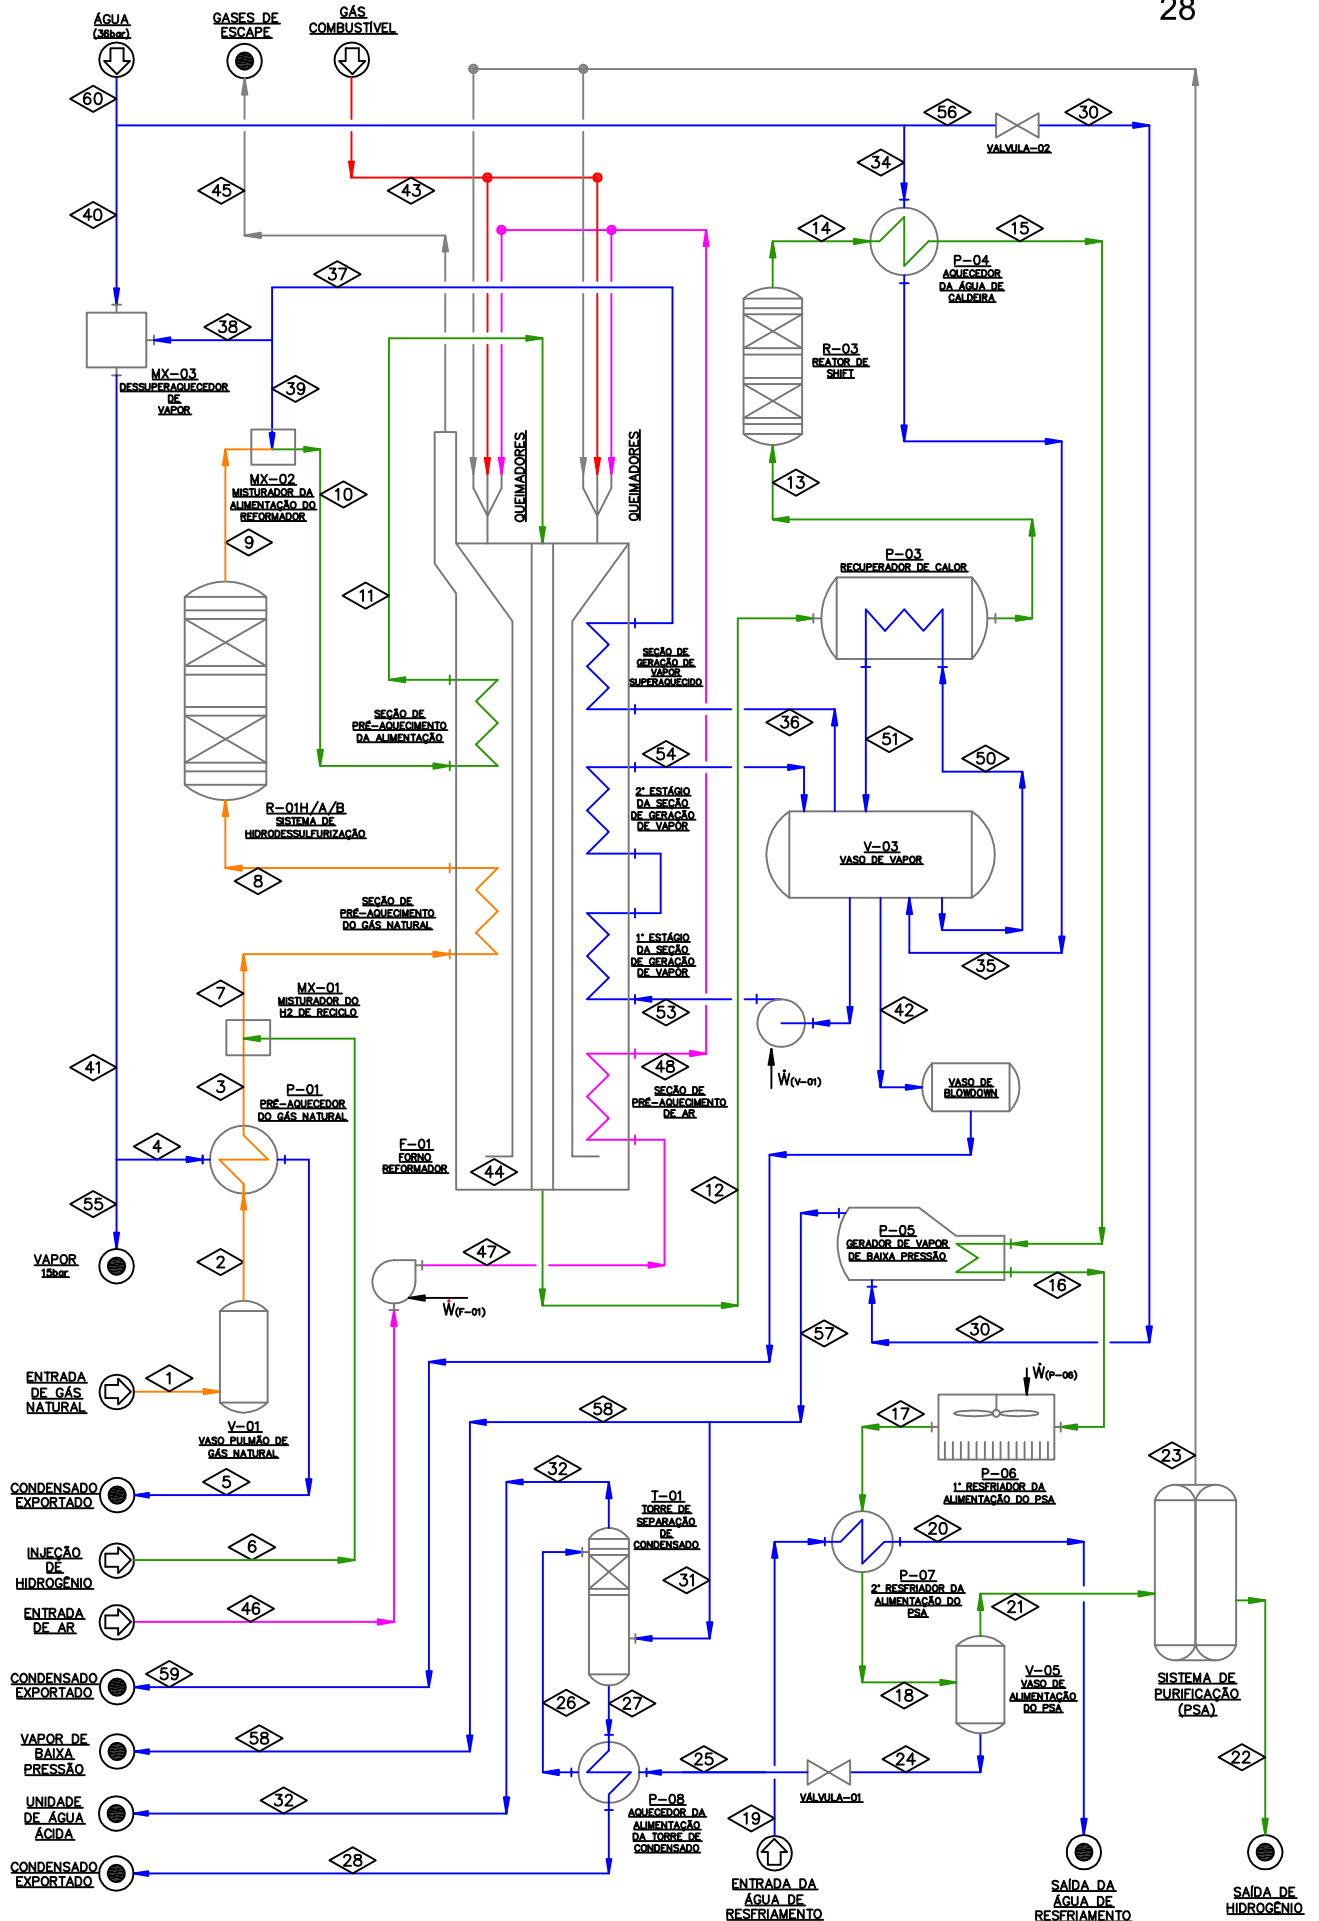 28
ÁGUA
(36bar)
GASES DE
ESCAPE
GÁS
COMBUSTÍVEL
60
56
30
VALVULA-02
34
45
43
40
14
15
37
P-04
AQUECEDOR
DA ÁGUA DE
CALDEIRA
38
R-03
REATOR DE
SHIFT
MX-03
DESSUPERAQUECEDOR
DE
VAPOR
39
QUEIMADORES
QUEIMADORES
MX-02
MISTURADOR DA
ALIMENTAÇÃO DO
REFORMADOR
10
13
9
P-03
RECUPERADOR DE CALOR
11
SEÇÃO DE
GERAÇÃO DE
VAPOR
SUPERAQUECIDO
SEÇÃO DE
PRÉ-AQUECIMENTO
DA ALIMENTAÇÃO
36
51
54
50
2° ESTÁGIO
DA SEÇÃO
DE GERAÇÃO
DE VAPOR
R-01H/A/B
SISTEMA DE
HIDRODESSULFURIZAÇÃO
V-03
VASO DE VAPOR
8
SEÇÃO DE
PRÉ-AQUECIMENTO
DO GÁS NATURAL
1° ESTÁGIO
DA SEÇÃO
DE GERAÇÃO
DE VAPOR
35
7
MX-01
MISTURADOR DO
H2 DE RECICLO
53
42
41
3
48
Ẇ(V-01)
VASO DE
BLOWDOWN
P-01
PRÉ-AQUECEDOR
DO GÁS NATURAL
SEÇÃO DE
PRÉ-AQUECIMENTO
DE AR
4
F-01
FORNO
REFORMADOR
44
12
55
P-05
GERADOR DE VAPOR
DE BAIXA PRESSÃO
VAPOR
15bar
2
47
16
Ẇ(F-01)
57
30
ENTRADA
DE GÁS
NATURAL
1
Ẇ(P-06)
V-01
VASO PULMÃO DE
GÁS NATURAL
58
17
23
CONDENSADO
EXPORTADO
5
32
P-06
1° RESFRIADOR DA
ALIMENTAÇÃO DO PSA
T-01
TORRE DE
SEPARAÇÃO
DE
CONDENSADO
20
INJEÇÃO
DE
HIDROGÊNIO
6
31
P-07
2° RESFRIADOR DA
ALIMENTAÇÃO DO
PSA
21
ENTRADA
DE AR
46
CONDENSADO
EXPORTADO
59
26
27
18
V-05
VASO DE
ALIMENTAÇÃO
DO PSA
SISTEMA DE
PURIFICAÇÃO
(PSA)
VAPOR DE
BAIXA
PRESSÃO
58
25
24
22
VÁLVULA-01
UNIDADE
DE ÁGUA
ÁCIDA
32
P-08
AQUECEDOR DA
ALIMENTAÇÃO
DA TORRE DE
CONDENSADO
19
CONDENSADO
EXPORTADO
28
ENTRADA DA
ÁGUA DE
RESFRIAMENTO
SAÍDA DA
ÁGUA DE
RESFRIAMENTO
SAÍDA DE
HIDROGÊNIO